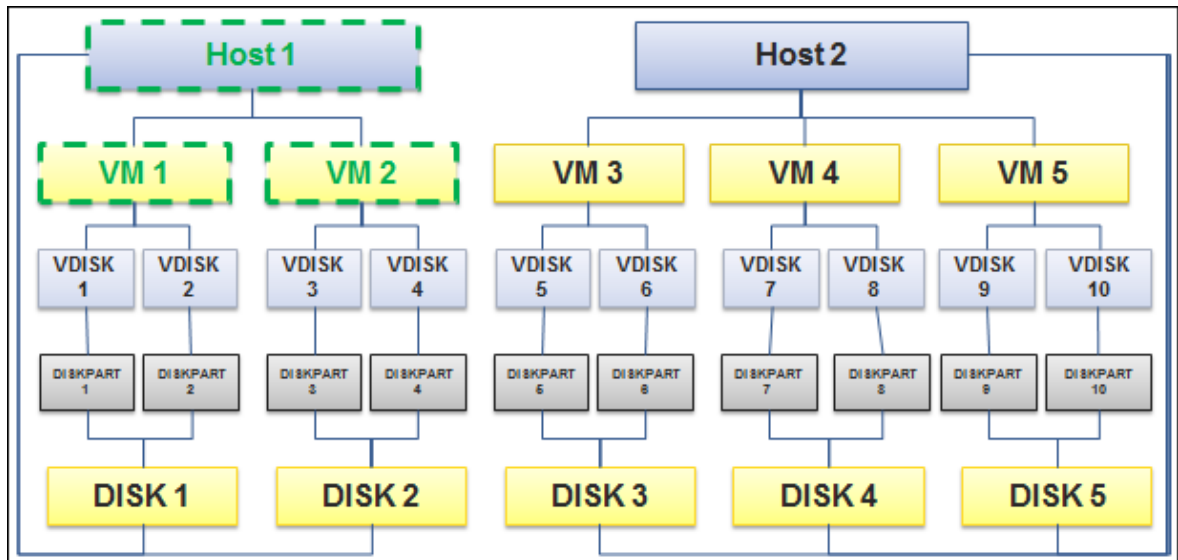 Host 1
Host 2
VM 1
VM 2
VM 3
VM 4
VM 5
VDISK
1
VDISK
2
VDISK
3
VDISK
4
VDISK
5
VDISK
6
VDISK
7
VDISK
8
VDISK
9
VDISK
10
DISKPART
1
DISKPART
2
DISKPART
3
DISKPART
4
DISKPART
5
DISKPART
6
DISKPART
7
DISKPART
8
DISKPART
9
DISKPART
10
DISK 1
DISK 2
DISK 3
DISK 4
DISK 5